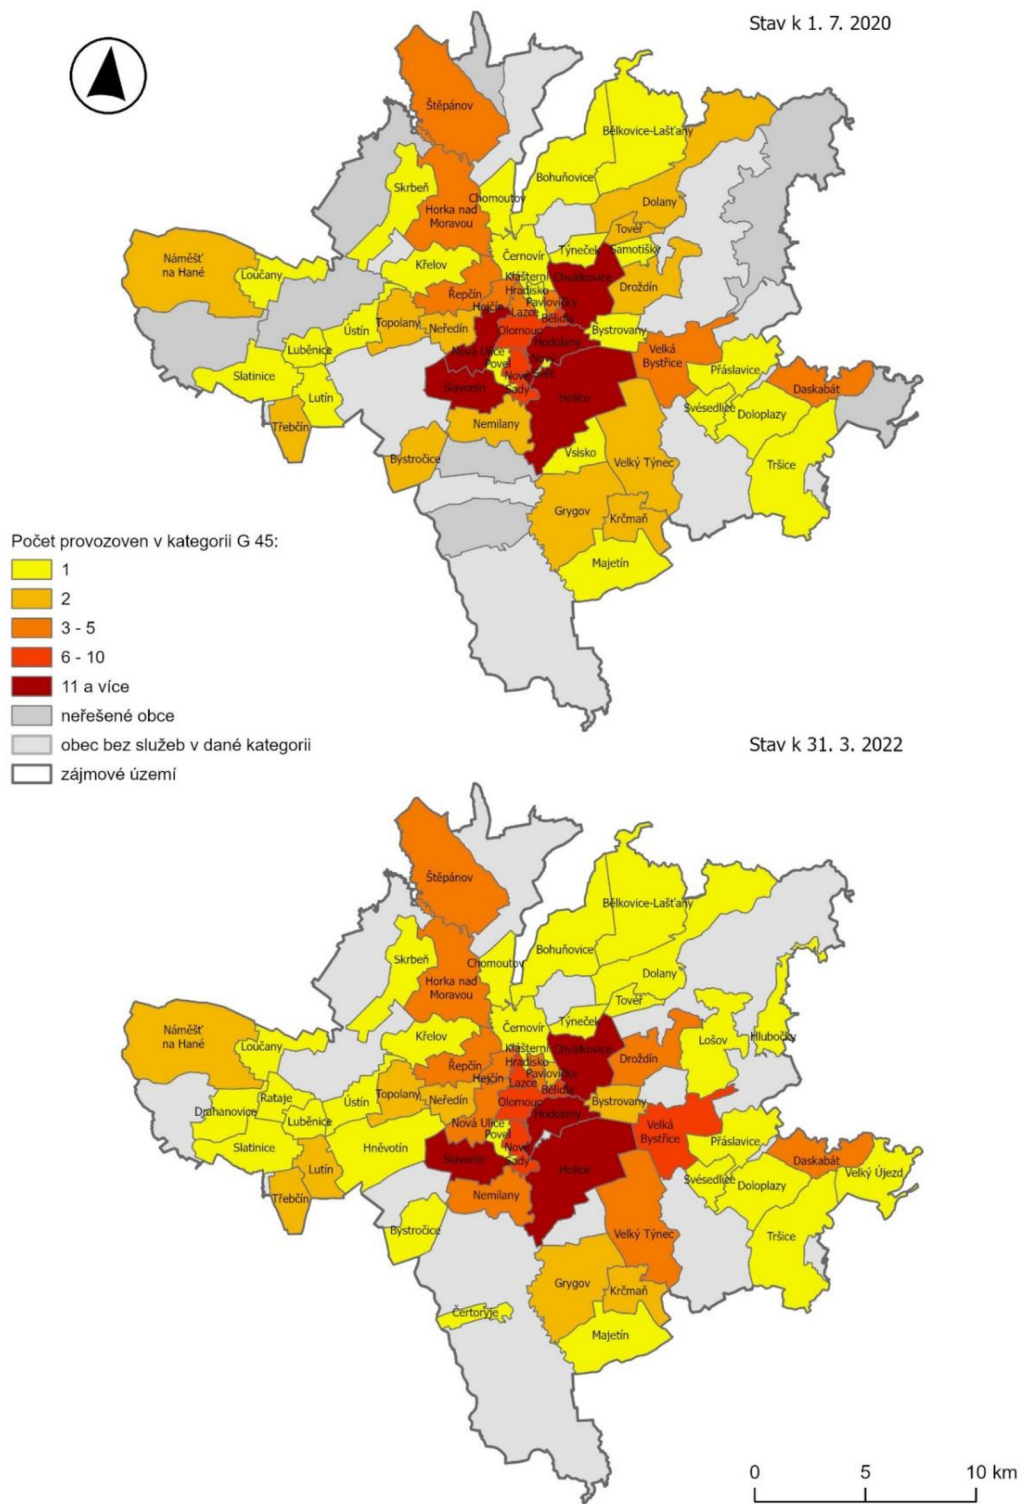 Stav k 1. 7. 2020
Štěpánov
Bělkovice-Lašťany
Bohuňovice
Skrbeň
Chomoutov
Dolany
Horka nad
Moravou
Tovéř
Týneček
Samotišky
Černovír
Náměšť
na Hané
Loučany
Křelov
Klášterní
Hradisko
Chválkovice
Droždín
Řepčín
Hejčín
Lazce
Pavlovičky
Bělidla
Ústín
Topolany
Neředín
Olomouc
Bystrovany
Hodolany
Luběnice
Nová Ulice
Povel
Nový
Svět
Velká
Bystřice
Přáslavice
Slatinice
Lutín
Slavonín
Nové
Sady
Holice
Daskabát
Svésedlice
Doloplazy
Třebčín
Nemilany
Bystročice
Vsisko
Velký Týnec
Tršice
Grygov
Krčmaň
Majetín
Počet provozoven v kategorii G 45:
1
2
3 - 5
6 - 10
11 a více
neřešené obce
obec bez služeb v dané kategorii
zájmové území
Stav k 31. 3. 2022
Štěpánov
Bělkovice-Lašťany
Bohuňovice
Skrbeň
Chomoutov
Dolany
Horka nad
Moravou
Tovéř
Týneček
Černovír
Náměšť
na Hané
Loučany
Křelov
Klášterní
Hradisko
Chválkovice
Droždín
Lošov
Hlubočky
Řepčín
Hejčín
Lazce
Pavlovičky
Bělidla
Rataje
Drahanovice
Ústín
Topolany
Neředín
Olomouc
Bystrovany
Hodolany
Luběnice
Nová Ulice
Povel
Velká
Bystřice
Přáslavice
Slatinice
Hněvotín
Lutín
Slavonín
Nové
Sady
Holice
Daskabát
Velký Újezd
Svésedlice
Doloplazy
Třebčín
Nemilany
Bystročice
Velký Týnec
Tršice
Grygov
Krčmaň
Čertoryje
Majetín
0 5 10 km